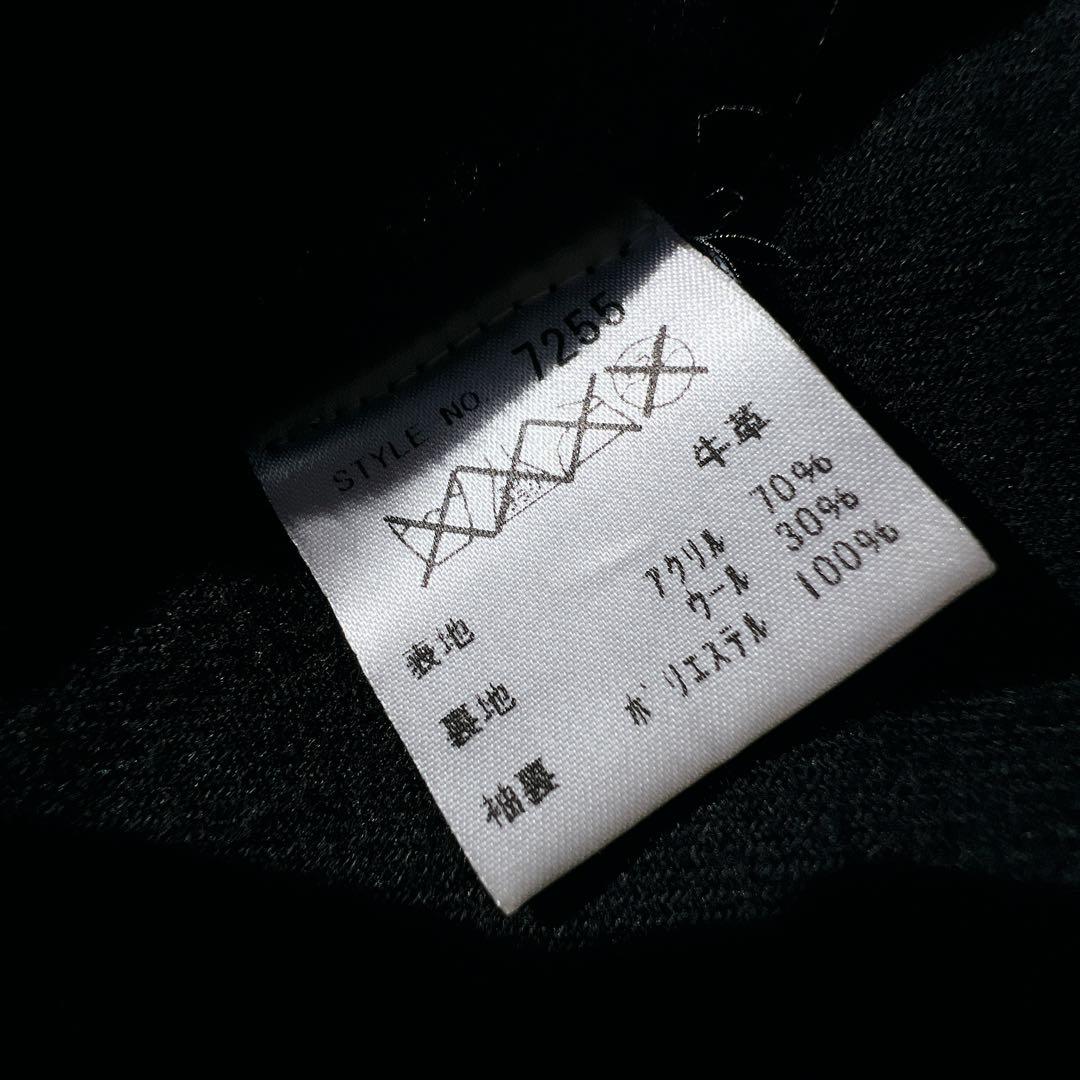 STYLE NO. 7255
表地 牛革
裏地 アクリル 70%
ウール 30%
袖裏 ポリエステル 100%